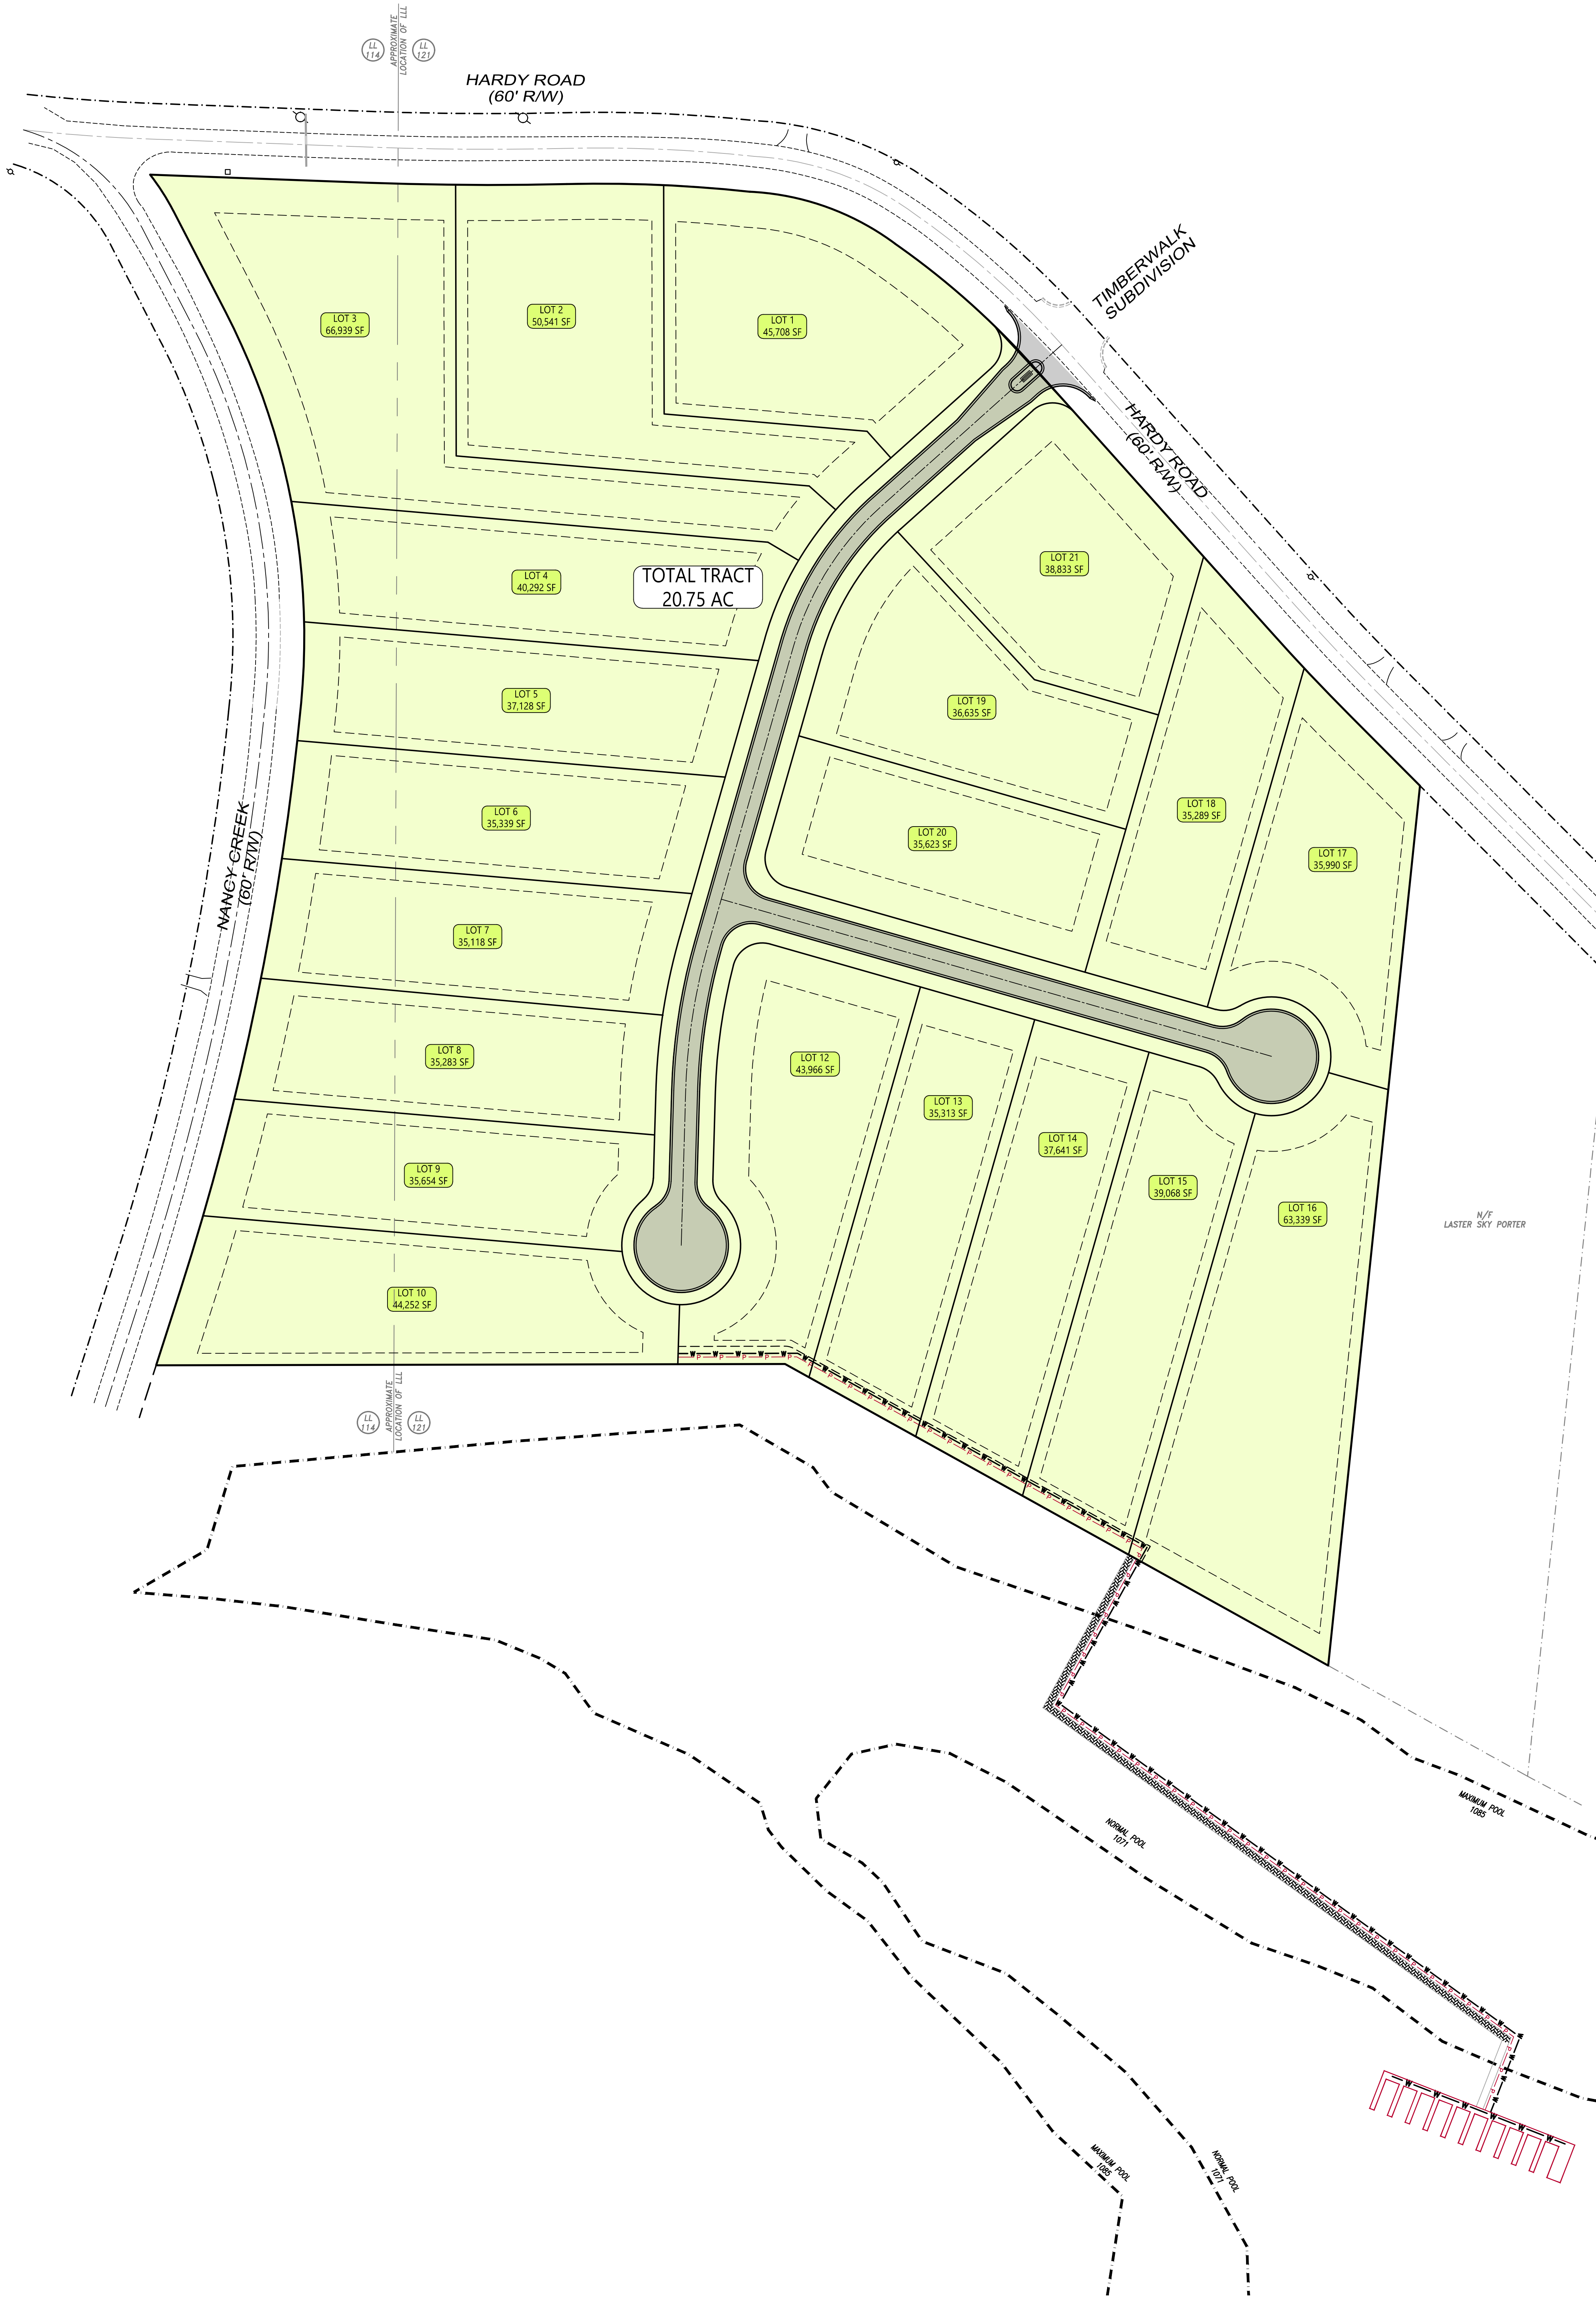 LL
114
APPROXIMATE
LOCATION OF LLL
LL
121
HARDY ROAD
(60' R/W)
TIMBERWALK
SUBDIVISION
LOT 3
66,939 SF
LOT 2
50,541 SF
LOT 1
45,708 SF
HARDY ROAD
(60' R/W)
LOT 21
38,833 SF
LOT 4
40,292 SF
TOTAL TRACT
20.75 AC
LOT 5
37,128 SF
LOT 19
36,635 SF
LOT 6
35,339 SF
LOT 18
35,289 SF
LOT 20
35,623 SF
LOT 17
35,990 SF
NANCY CREEK
(60' R/W)
LOT 7
35,118 SF
LOT 8
35,283 SF
LOT 12
43,966 SF
LOT 13
35,313 SF
LOT 14
37,641 SF
LOT 9
35,654 SF
LOT 15
39,068 SF
LOT 16
63,339 SF
N/F
LASTER SKY PORTER
LOT 10
44,252 SF
LL
114
APPROXIMATE
LOCATION OF LLL
LL
121
MAXIMUM POOL
1085
NORMAL POOL
1071
MAXIMUM POOL
1085
NORMAL POOL
1071